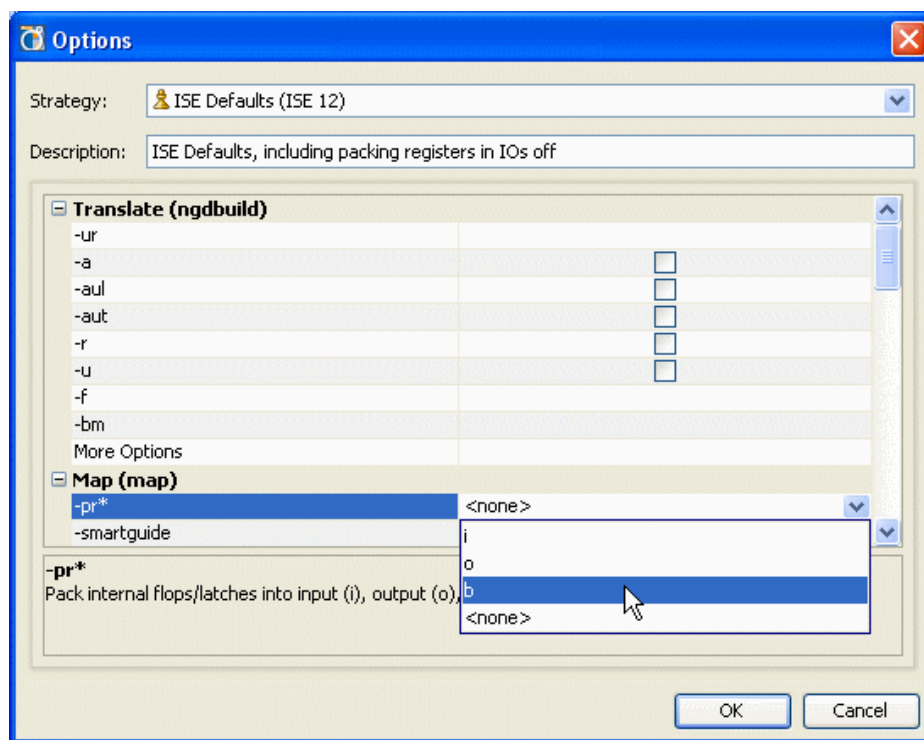 Options
Strategy: ISE Defaults (ISE 12)
Description: ISE Defaults, including packing registers in IOs off
Translate (ngdbuild)
-ur
-a
-aul
-aut
-r
-u
-f
-bm
More Options
Map (map)
-pr* <none>
-smartguide
i
o
b
<none>
-pr*
Pack internal flops/latches into input (i), output (o),
OK Cancel